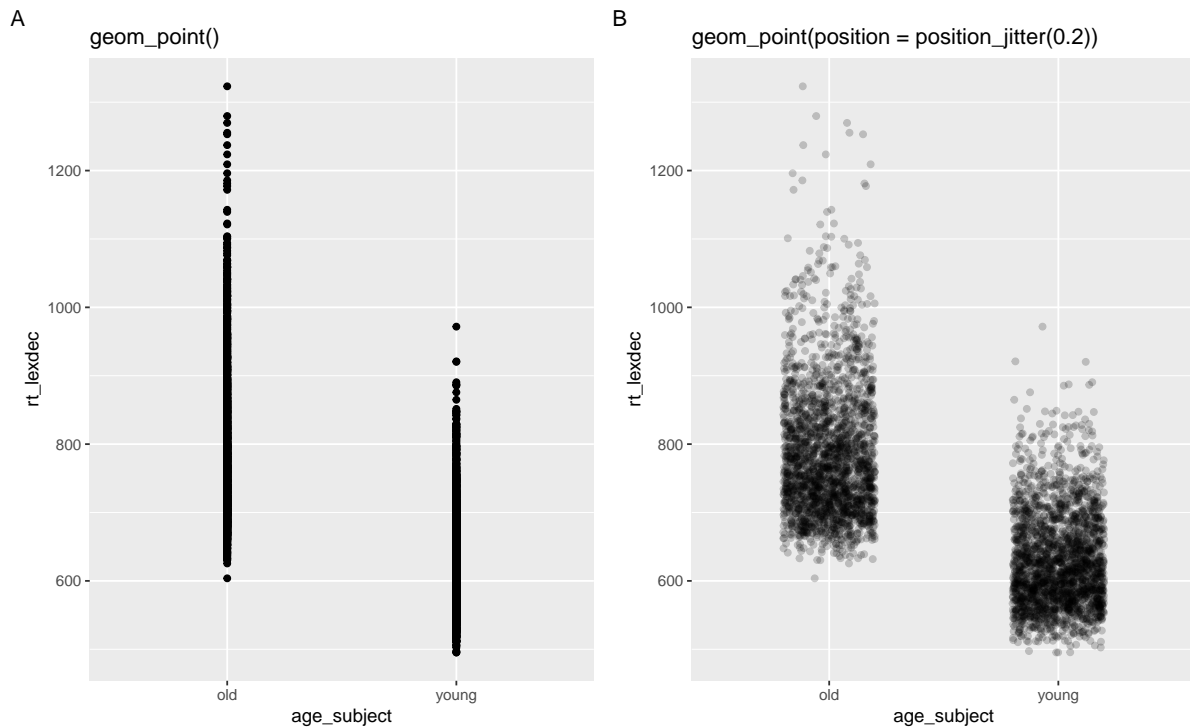 A
geom_point()
1200
1000
800
600
rt_lexdec
old
young
age_subject
B
geom_point(position = position_jitter(0.2))
1200
1000
800
600
rt_lexdec
old
young
age_subject